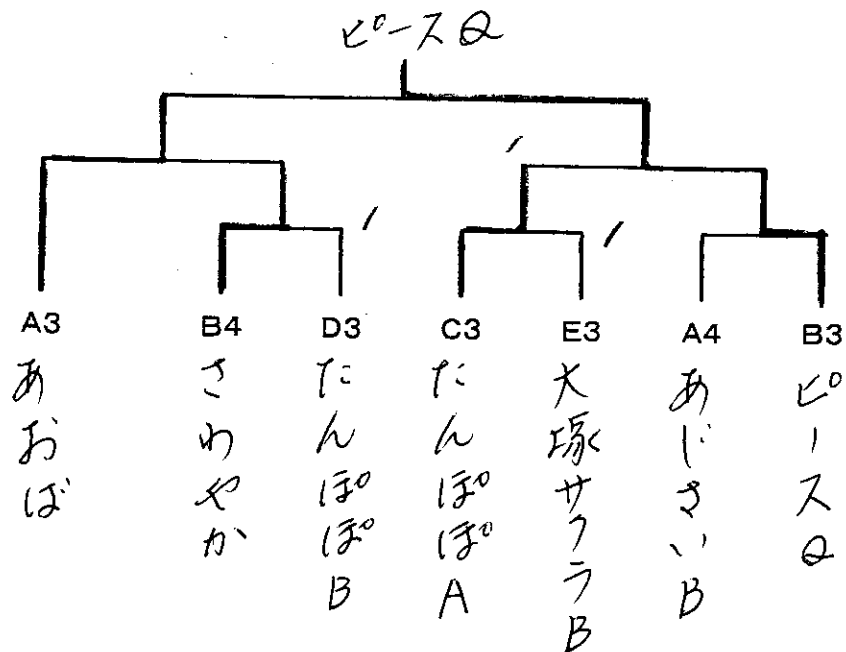 ピースQ
A3 B4 D3 C3 E3 A4 B3
あおば
さわやか
たんぽぽB
たんぽぽA
大塚サクラB
あじさいB
ピースQ